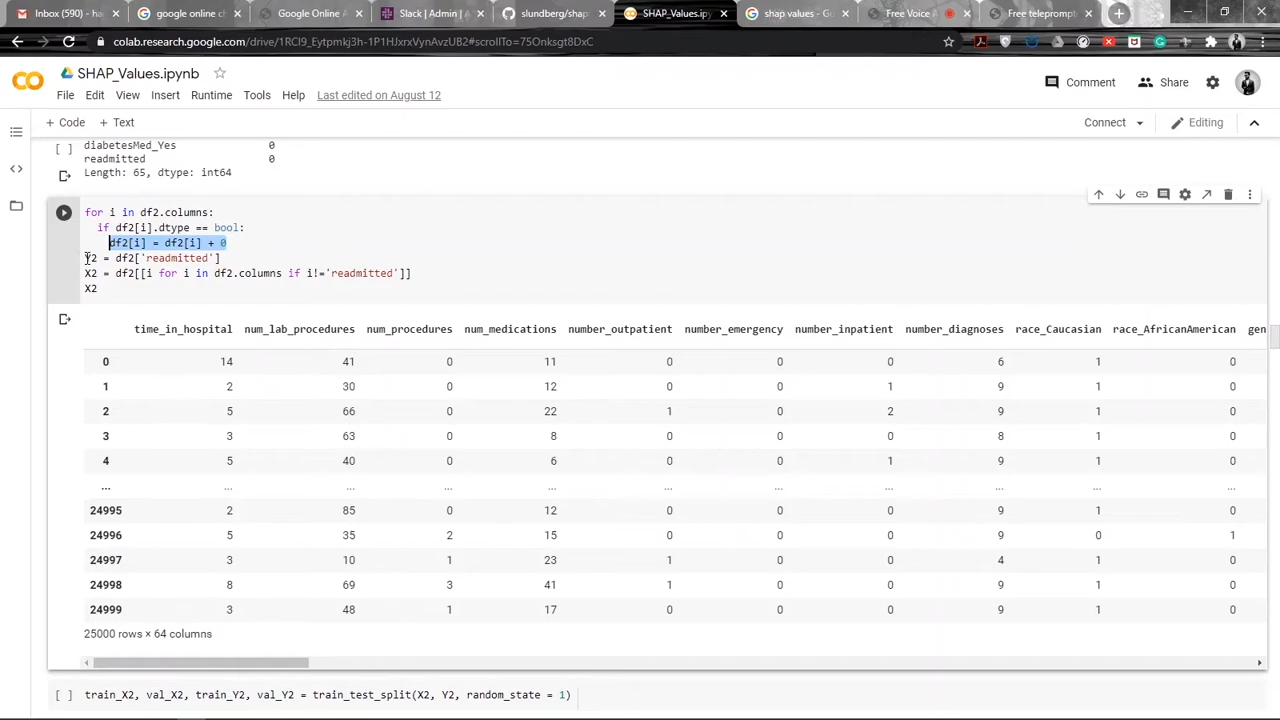 Inbox (590) - m
google online c
Google Online A
Slack | Admin |
slundberg/shap
SHAP_Values.ipynb
shap values - G
Free Voice
Free teleprompt
colab.research.google.com/drive/
SHAP_Values.ipynb
File Edit View Insert Runtime Tools Help Last edited on August 12
Comment Share
+ Code + Text
Connect Editing
diabetesMed_Yes 0
[ ] readmitted 0
Length: 65, dtype: int64
for i in df2.columns:
if df2[i].dtype == bool:
df2[i] = df2[i] + 0
Y2 = df2['readmitted']
X2 = df2[[i for i in df2.columns if i!='readmitted']]
X2
time_in_hospital num_lab_procedures num_procedures num_medications number_outpatient number_emergency number_inpatient number_diagnoses race_Caucasian race_AfricanAmerican gen
0 14 41 0 11 0 0 0 6 1 0
1 2 30 0 12 0 0 1 9 1 0
2 5 66 0 22 1 0 2 9 1 0
3 3 63 0 8 0 0 0 8 1 0
4 5 40 0 6 0 0 1 9 1 0
... ... ... ... ... ... ... ... ... ... ...
24995 2 85 0 12 0 0 0 9 1 0
24996 5 35 2 15 0 0 0 9 0 1
24997 3 10 1 23 1 0 0 4 1 0
24998 8 69 3 41 1 0 0 9 1 0
24999 3 48 1 17 0 0 0 9 1 0
25000 rows × 64 columns
[ ] train_X2, val_X2, train_Y2, val_Y2 = train_test_split(X2, Y2, random_state = 1)